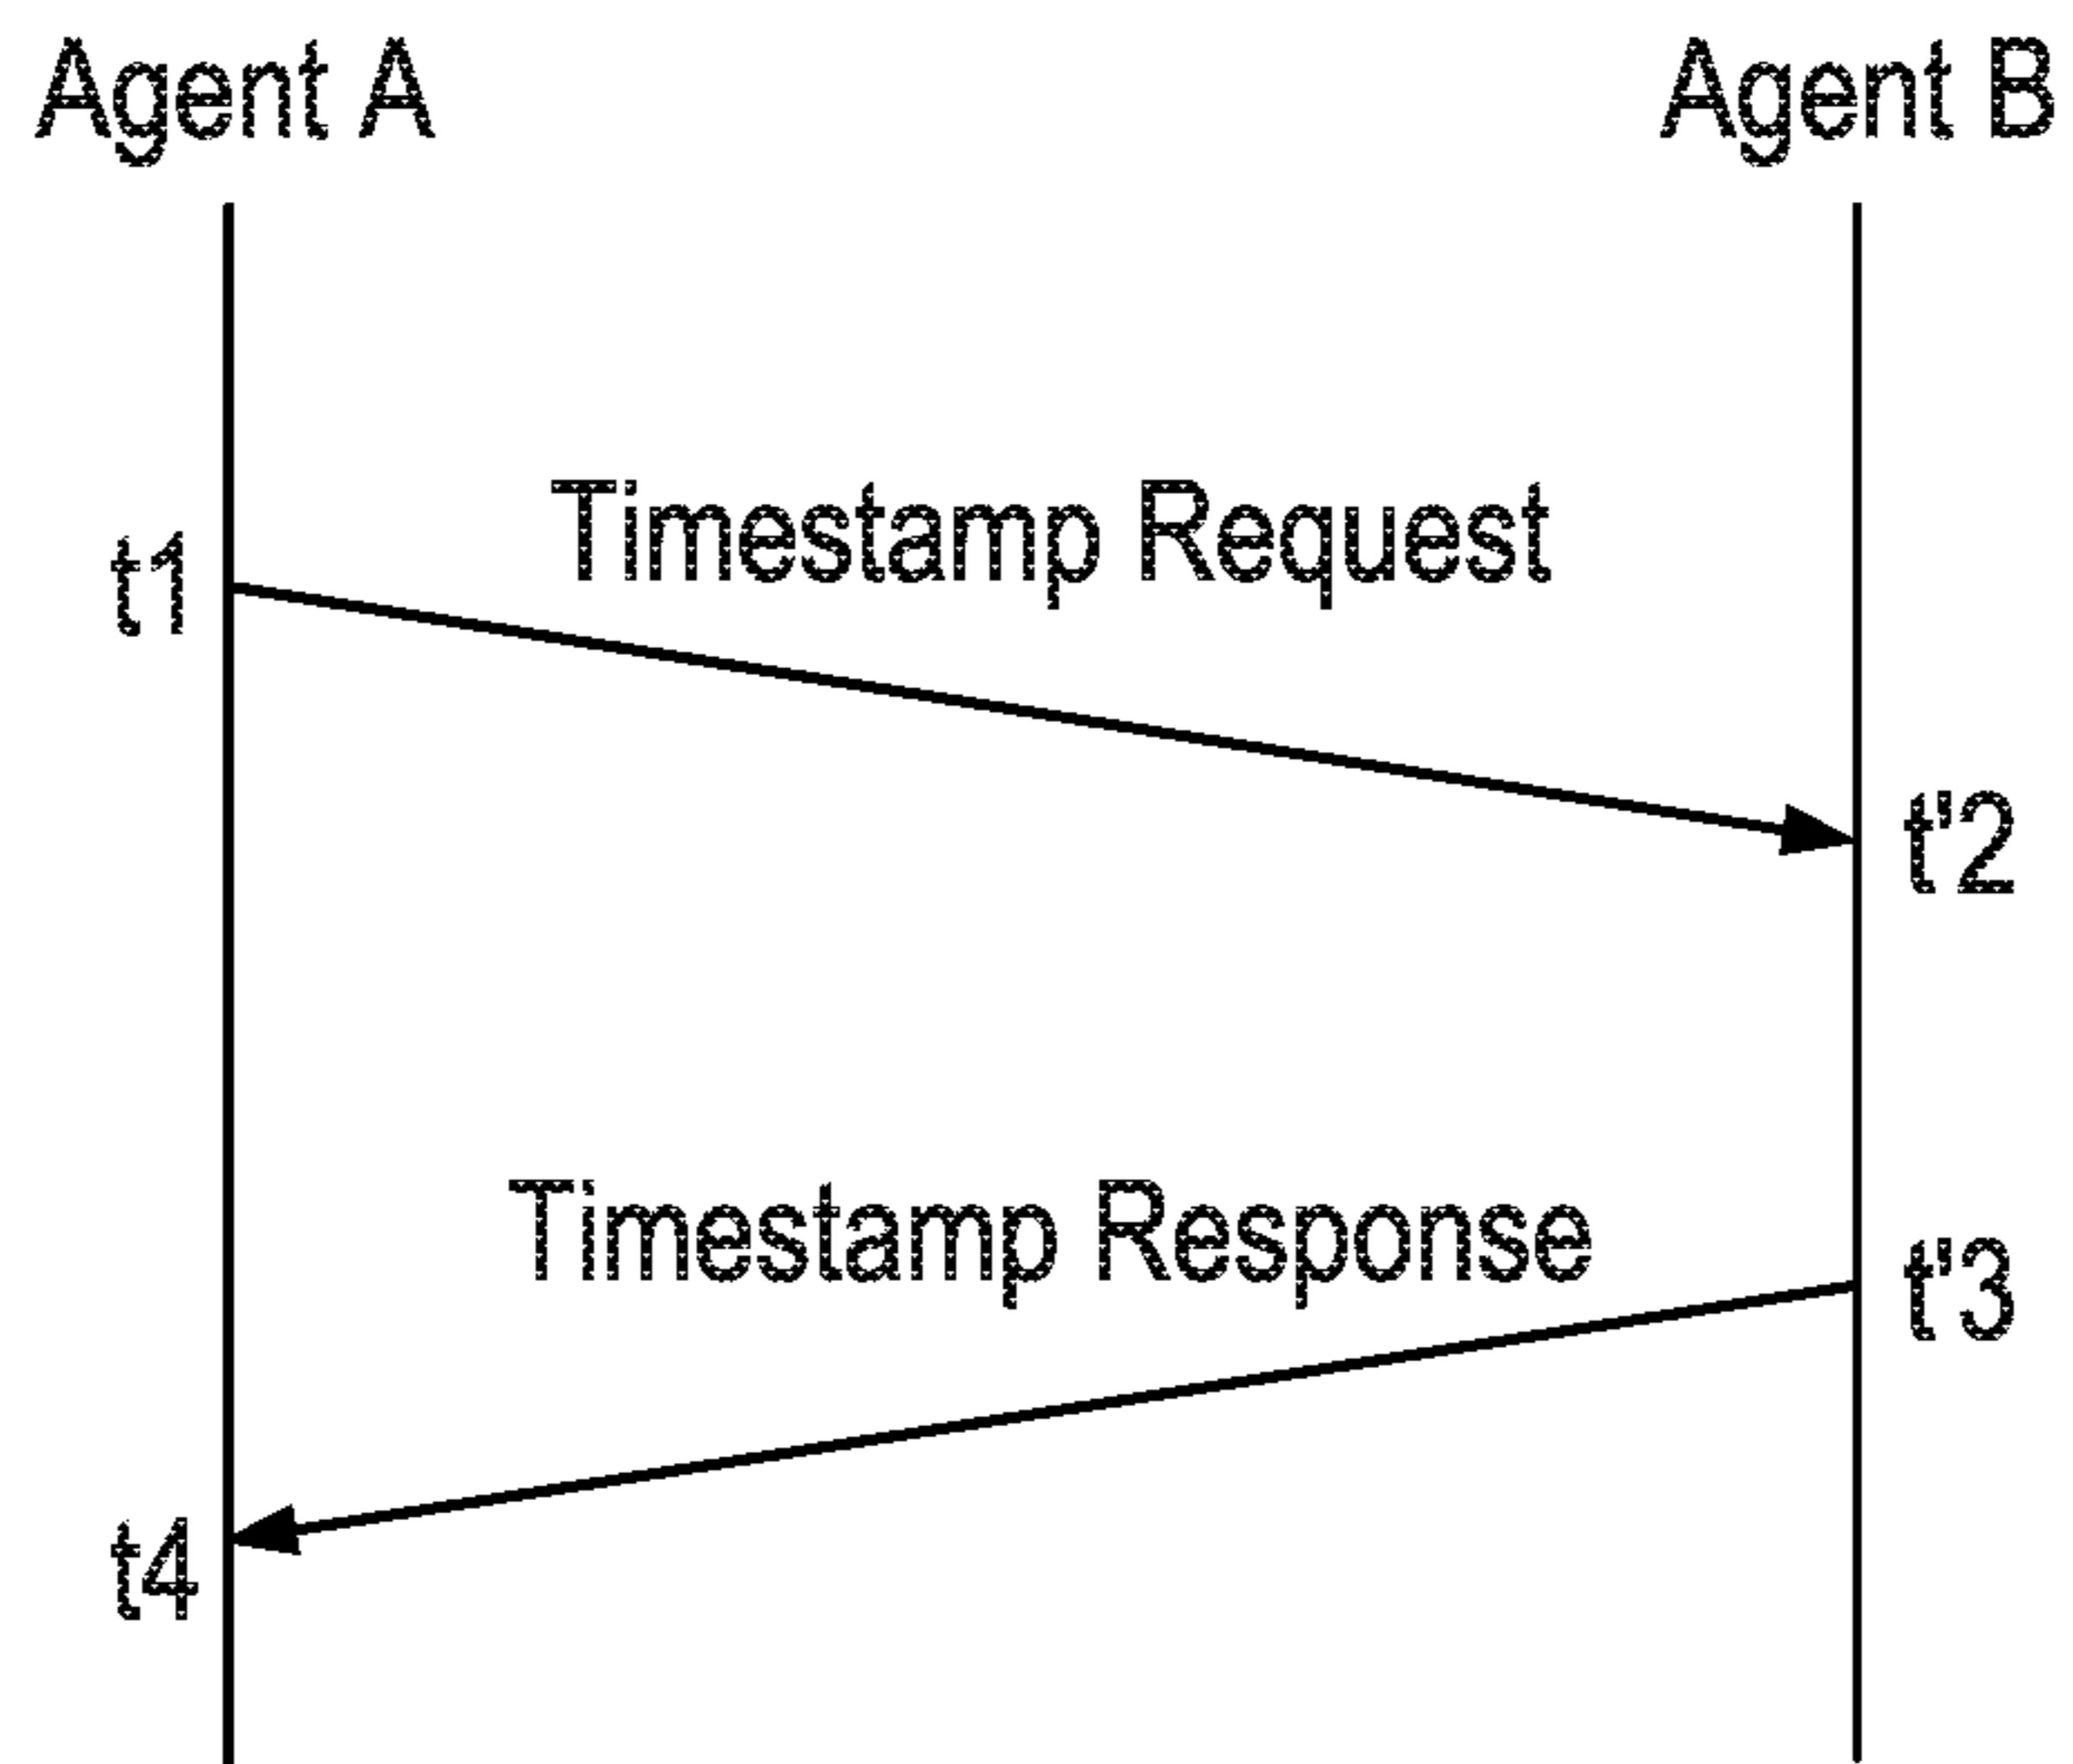 Agent A
Agent B
Timestamp Request
t1
t'2
Timestamp Response
t'3
t4